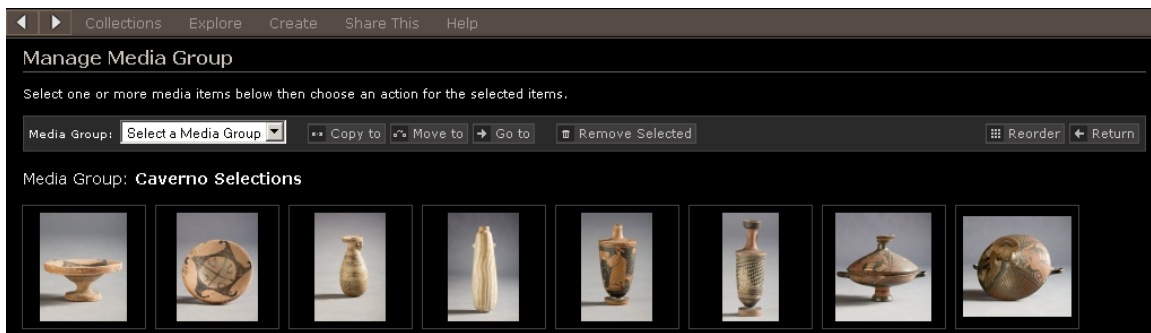 Collections Explore Create Share This Help
Manage Media Group
Select one or more media items below then choose an action for the selected items.
Media Group: Select a Media Group Copy to Move to Go to Remove Selected Reorder Return
Media Group: Caverno Selections